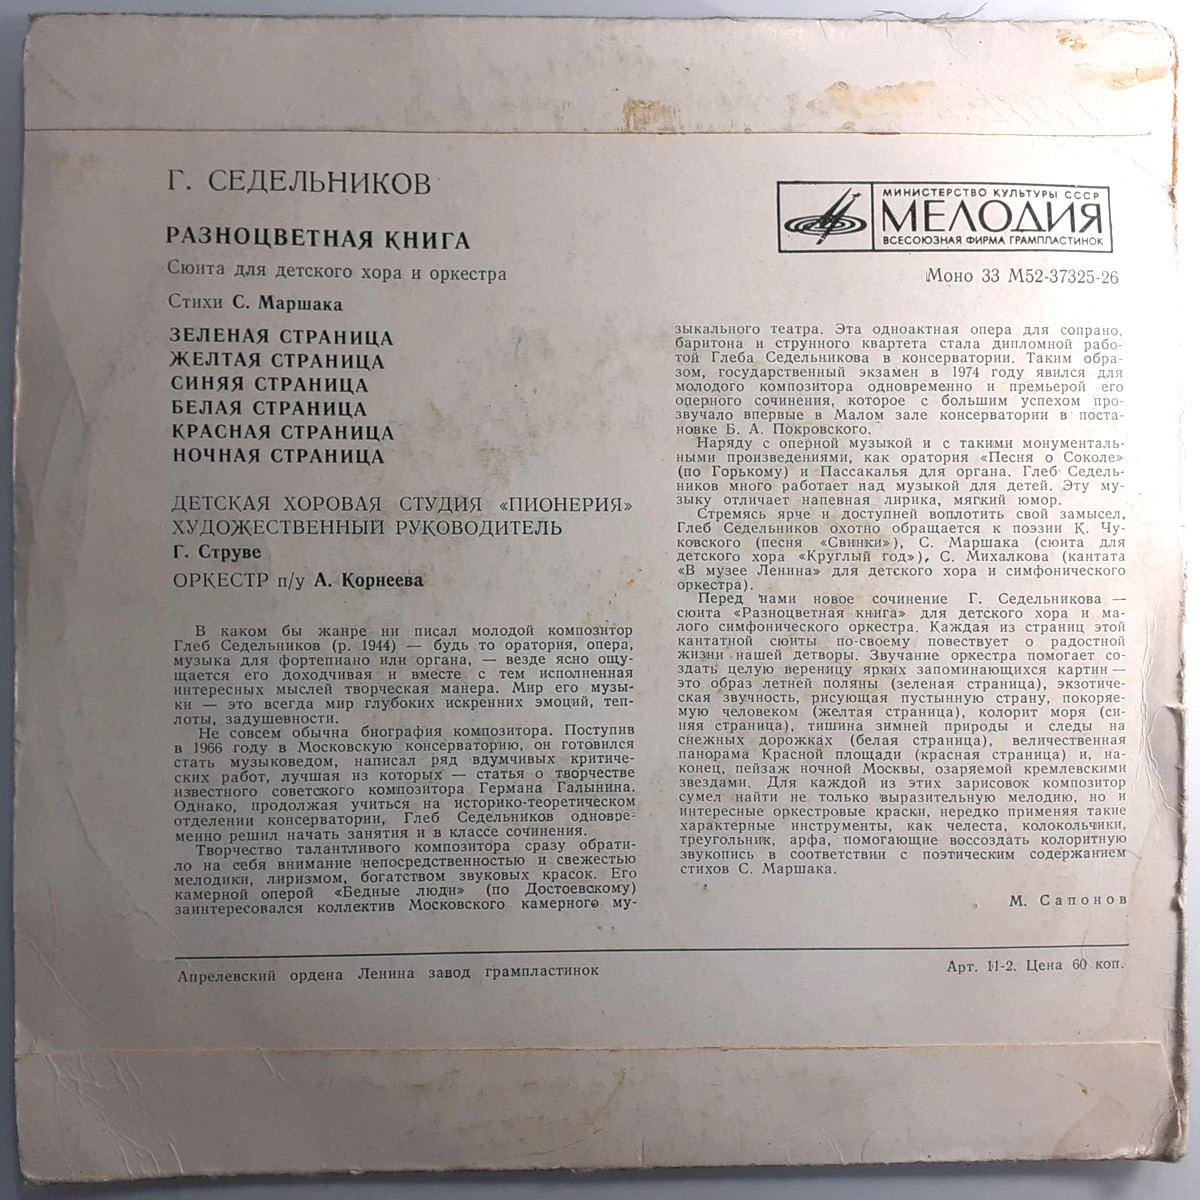 Г. СЕДЕЛЬНИКОВ
РАЗНОЦВЕТНАЯ КНИГА
Сюита для детского хора и оркестра
Стихи С. Маршака
ЗЕЛЕНАЯ СТРАНИЦА
ЖЕЛТАЯ СТРАНИЦА
СИНЯЯ СТРАНИЦА
БЕЛАЯ СТРАНИЦА
КРАСНАЯ СТРАНИЦА
НОЧНАЯ СТРАНИЦА
ДЕТСКАЯ ХОРОВАЯ СТУДИЯ «ПИОНЕРИЯ»
ХУДОЖЕСТВЕННЫЙ РУКОВОДИТЕЛЬ
Г. Струве
ОРКЕСТР п/у А. Корнеева
МИНИСТЕРСТВО КУЛЬТУРЫ СССР
МЕЛОДИЯ
ВСЕСОЮЗНАЯ ФИРМА ГРАМПЛАСТИНОК
Моно 33 М52-37325-26
В каком бы жанре ни писал молодой композитор
Глеб Седельников (р. 1944) — будь то оратория, опера,
музыка для фортепиано или органа, — везде ясно ощу-
щается его доходчивая и вместе с тем исполненная
интересных мыслей творческая манера. Мир его музы-
ки — это всегда мир глубоких искренних эмоций, теп-
лоты, задушевности.
Не совсем обычна биография композитора. Поступив
в 1966 году в Московскую консерваторию, он готовился
стать музыковедом, написал ряд вдумчивых критиче-
ских работ, лучшая из которых — статья о творчестве
известного советского композитора Германа Галынина.
Однако, продолжая учиться на историко-теоретическом
отделении консерватории, Глеб Седельников одновре-
менно решил начать занятия и в классе сочинения.
Творчество талантливого композитора сразу обрати-
ло на себя внимание непосредственностью и свежестью
мелодики, лиризмом, богатством звуковых красок. Его
камерной оперой «Бедные люди» (по Достоевскому)
заинтересовался коллектив Московского камерного му-
зыкального театра. Эта одноактная опера для сопрано,
баритона и струнного квартета стала дипломной рабо-
той Глеба Седельникова в консерватории. Таким обра-
зом, государственный экзамен в 1974 году явился для
молодого композитора одновременно и премьерой его
оперного сочинения, которое с большим успехом про-
звучало впервые в Малом зале консерватории в поста-
новке Б. А. Покровского.
Наряду с оперной музыкой и с такими монументаль-
ными произведениями, как оратория «Песня о Соколе»
(по Горькому) и Пассакалья для органа. Глеб Седель-
ников много работает над музыкой для детей. Эту му-
зыку отличает напевная лирика, мягкий юмор.
Стремясь ярче и доступней воплотить свой замысел,
Глеб Седельников охотно обращается к поэзии К. Чу-
ковского (песня «Свинки»), С. Маршака (сюита для
детского хора «Круглый год»), С. Михалкова (кантата
«В музее Ленина» для детского хора и симфонического
оркестра).
Перед нами новое сочинение Г. Седельникова —
сюита «Разноцветная книга» для детского хора и ма-
лого симфонического оркестра. Каждая из страниц этой
кантатной сюиты по-своему повествует о радостной
жизни нашей детворы. Звучание оркестра помогает со-
здать целую вереницу ярких запоминающихся картин —
это образ летней поляны (зеленая страница), экзотиче-
ская звучность, рисующая пустынную страну, покоряе-
мую человеком (желтая страница), колорит моря (си-
няя страница), тишина зимней природы и следы на
снежных дорожках (белая страница), величественная
панорама Красной площади (красная страница) и, на-
конец, пейзаж ночной Москвы, озаряемой кремлевскими
звездами. Для каждой из этих зарисовок композитор
сумел найти не только выразительную мелодию, но и
интересные оркестровые краски, нередко применяя такие
характерные инструменты, как челеста, колокольчики,
треугольник, арфа, помогающие воссоздать колоритную
звукопись в соответствии с поэтическим содержанием
стихов С. Маршака.
М. Сапонов
Апрелевский ордена Ленина завод грампластинок
Арт. 11-2. Цена 60 коп.